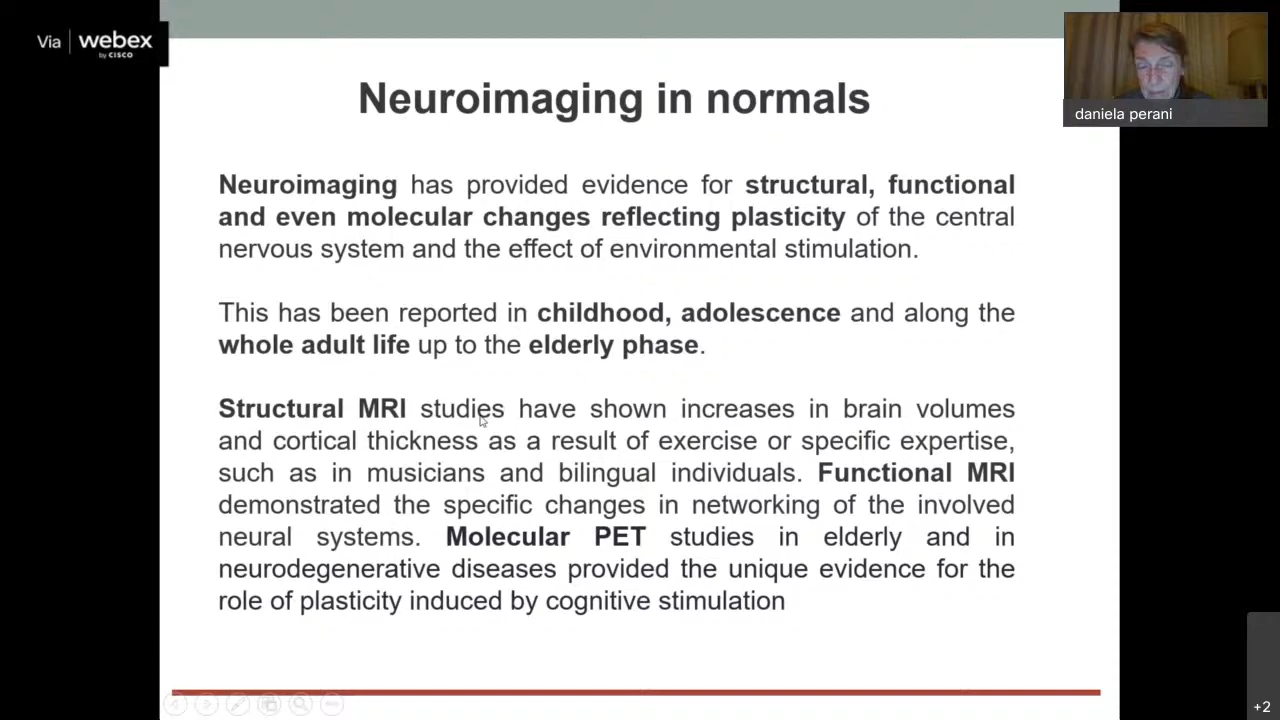 Via webex
by CISCO
daniela perani
Neuroimaging in normals
Neuroimaging has provided evidence for structural, functional
and even molecular changes reflecting plasticity of the central
nervous system and the effect of environmental stimulation.
This has been reported in childhood, adolescence and along the
whole adult life up to the elderly phase.
Structural MRI studies have shown increases in brain volumes
and cortical thickness as a result of exercise or specific expertise,
such as in musicians and bilingual individuals. Functional MRI
demonstrated the specific changes in networking of the involved
neural systems. Molecular PET studies in elderly and in
neurodegenerative diseases provided the unique evidence for the
role of plasticity induced by cognitive stimulation
+2